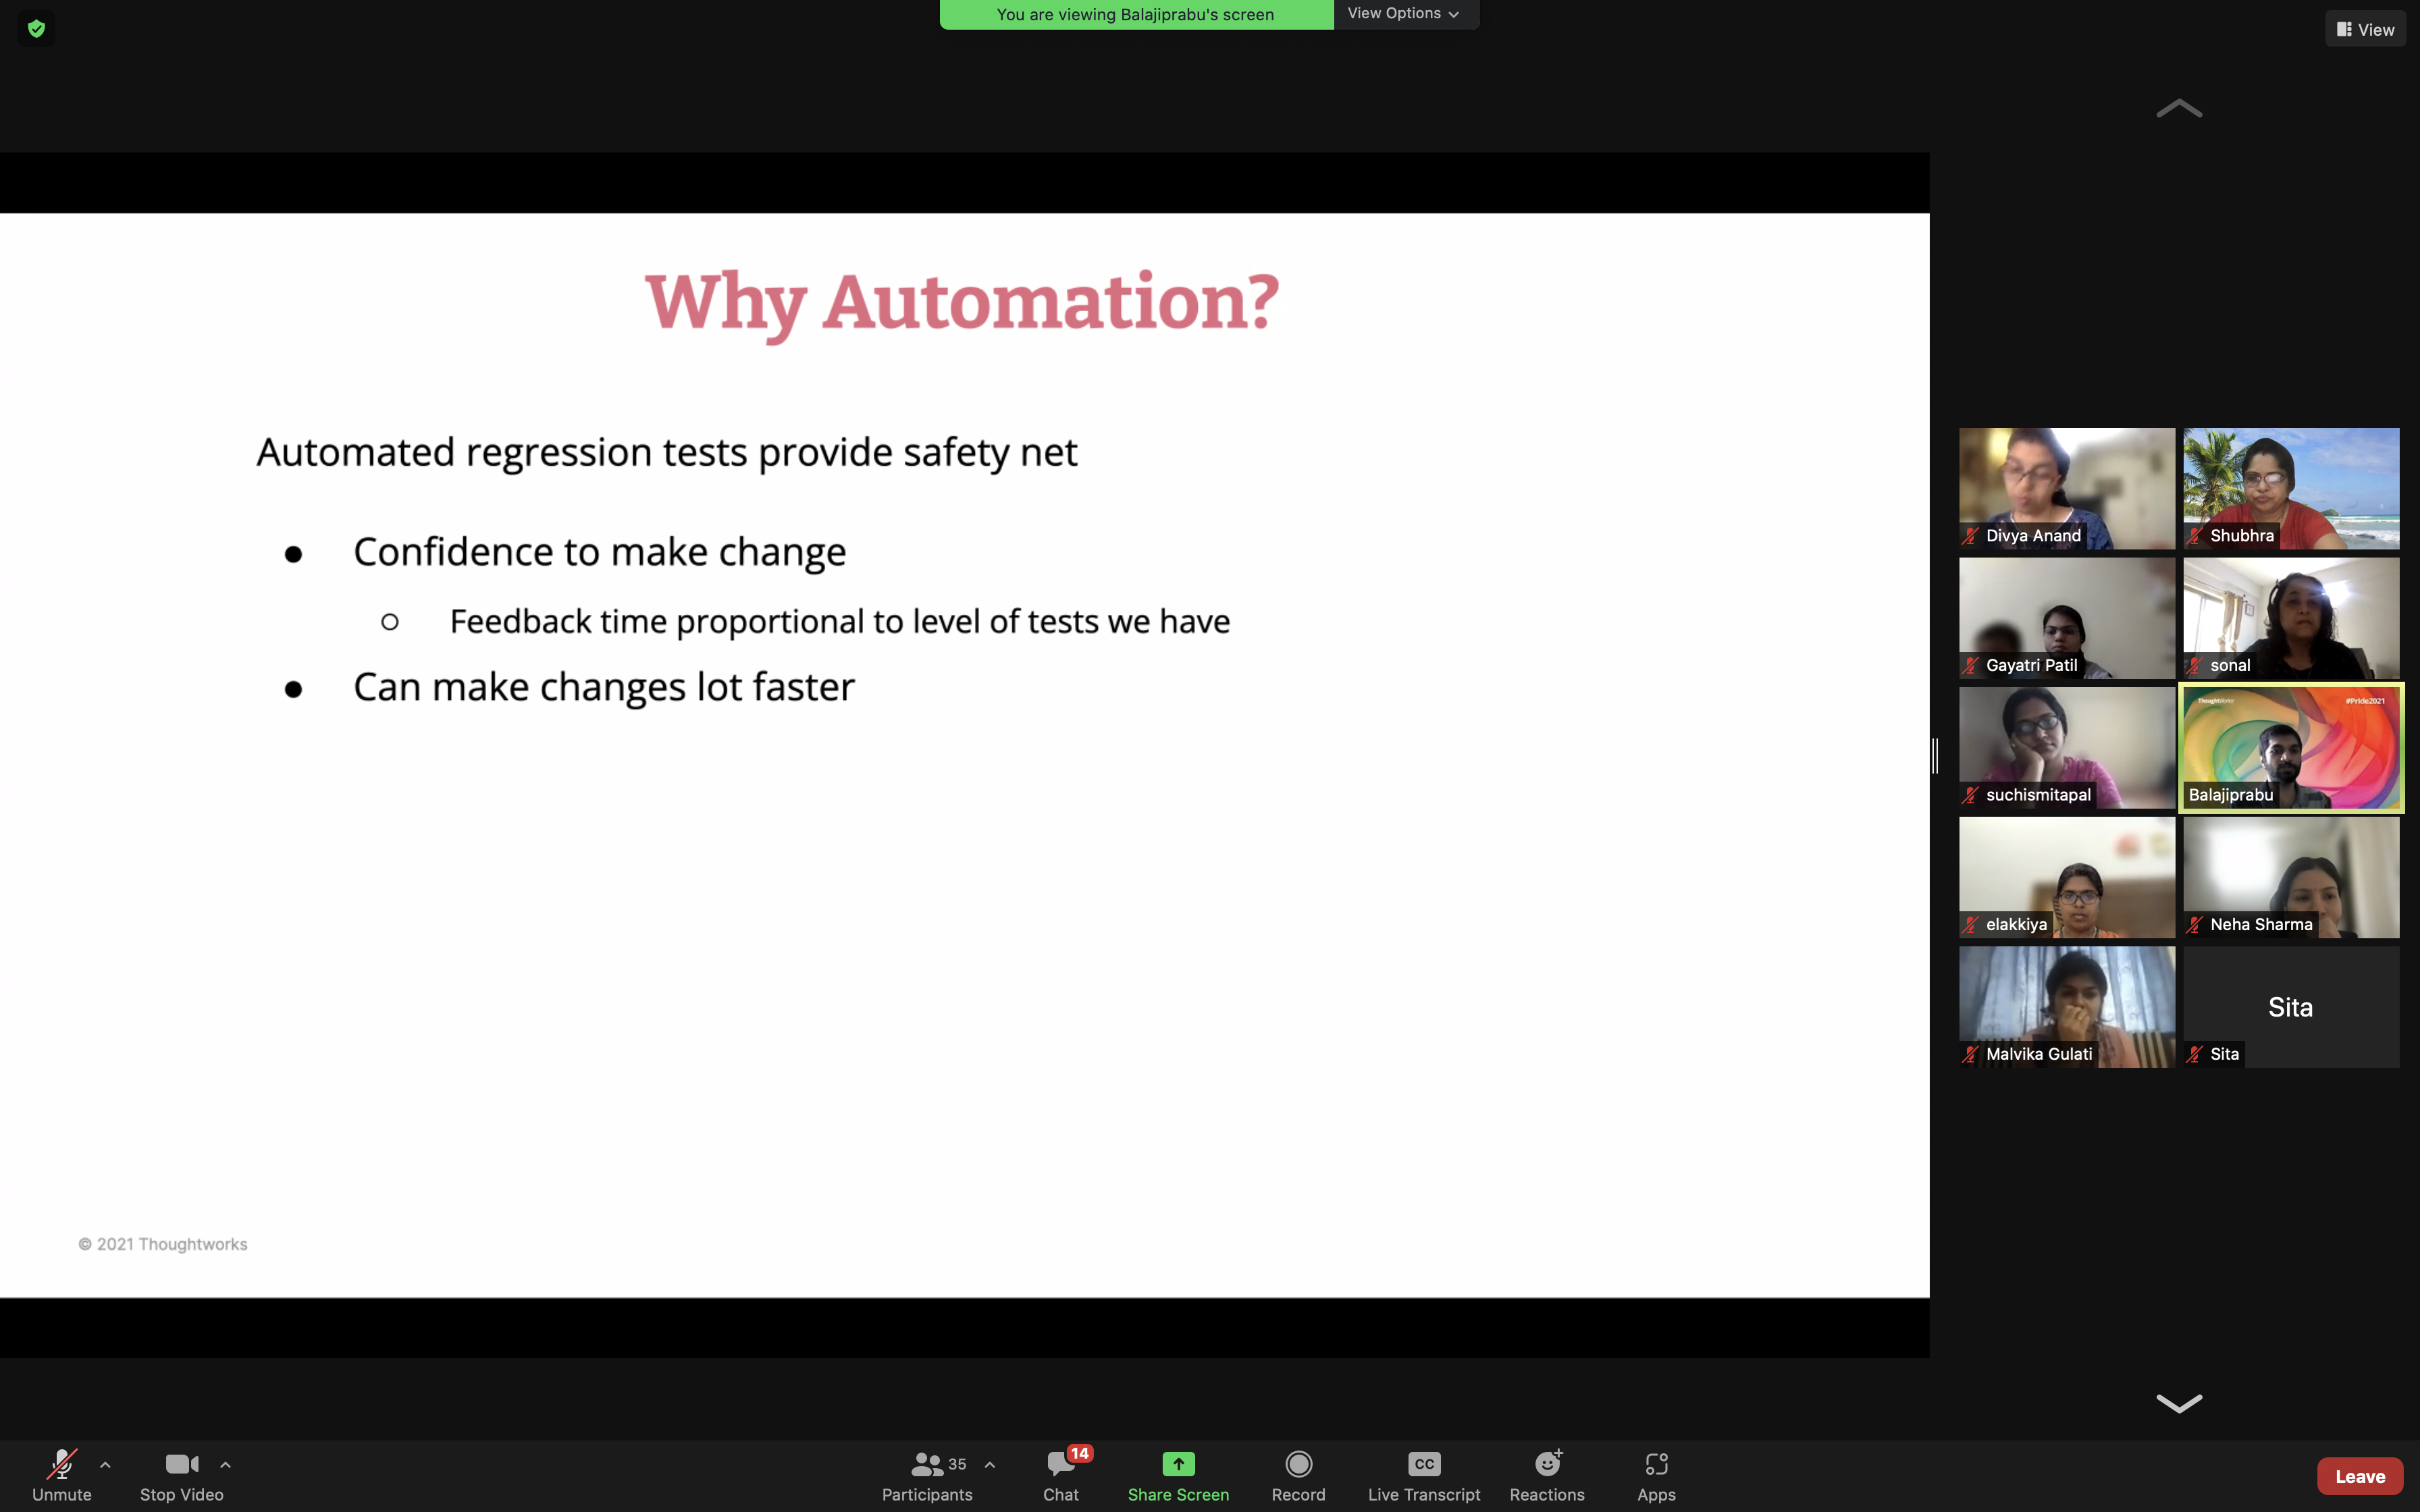 You are viewing Balajiprabu's screen
View Options
View
Why Automation?
Automated regression tests provide safety net
● Confidence to make change
○ Feedback time proportional to level of tests we have
● Can make changes lot faster
© 2021 Thoughtworks
Divya Anand
Shubhra
Gayatri Patil
sonal
suchismitapal
ThoughtWorks
#Pride2021
Balajiprabu
elakkiya
Neha Sharma
Malvika Gulati
Sita
Sita
Unmute
Stop Video
35
Participants
14
Chat
Share Screen
Record
CC
Live Transcript
Reactions
Apps
Leave